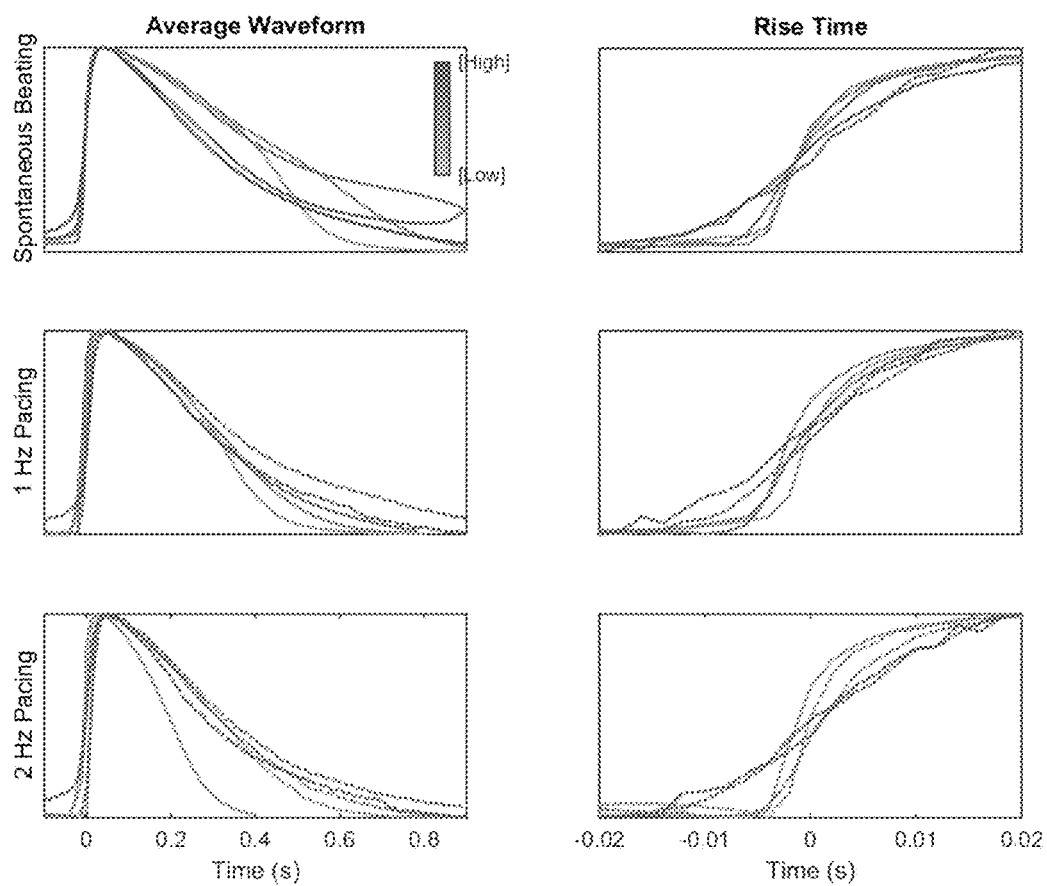 Average Waveform
Rise Time
Spontaneous Beating
[High]
[Low]
1 Hz Pacing
2 Hz Pacing
0 0.2 0.4 0.6 0.8
Time (s)
-0.02 -0.01 0 0.01 0.02
Time (s)